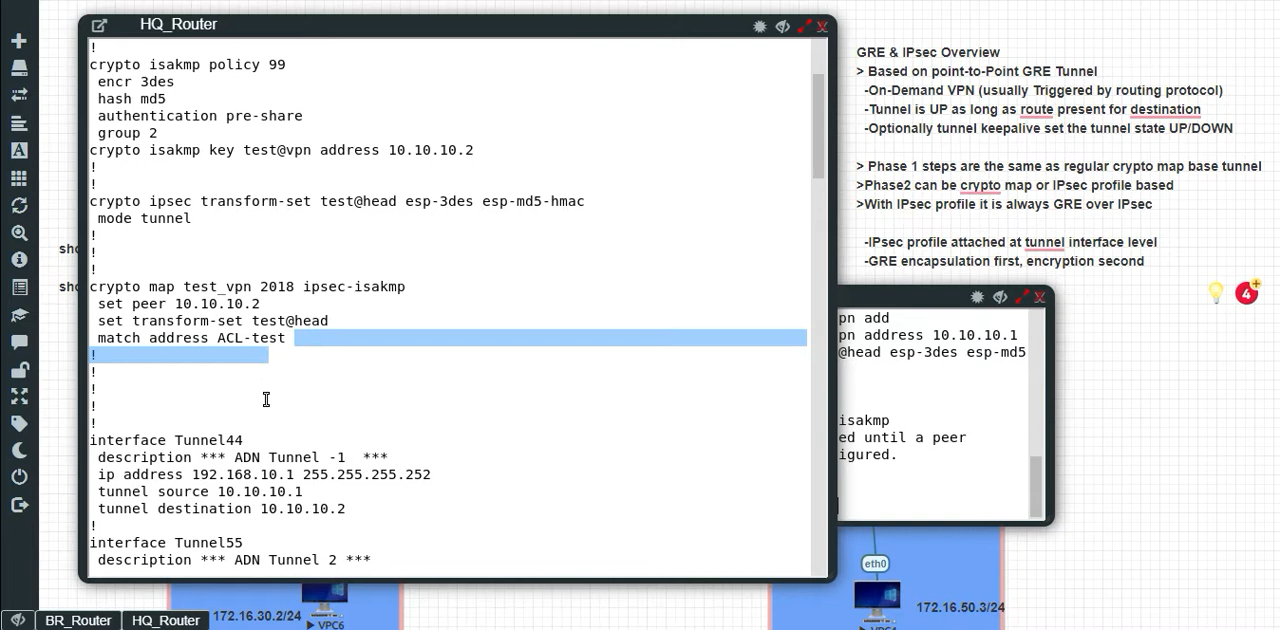 HQ_Router
!
crypto isakmp policy 99
encr 3des
hash md5
authentication pre-share
group 2
crypto isakmp key test@vpn address 10.10.10.2
!
!
crypto ipsec transform-set test@head esp-3des esp-md5-hmac
mode tunnel
!
!
!
crypto map test_vpn 2018 ipsec-isakmp
set peer 10.10.10.2
set transform-set test@head
match address ACL-test
!
!
!
!
!
interface Tunnel44
description *** ADN Tunnel -1  ***
ip address 192.168.10.1 255.255.255.252
tunnel source 10.10.10.1
tunnel destination 10.10.10.2
!
interface Tunnel55
description *** ADN Tunnel 2 ***
GRE & IPsec Overview
> Based on point-to-Point GRE Tunnel
-On-Demand VPN (usually Triggered by routing protocol)
-Tunnel is UP as long as route present for destination
-Optionally tunnel keepalive set the tunnel state UP/DOWN
> Phase 1 steps are the same as regular crypto map base tunnel
>Phase2 can be crypto map or IPsec profile based
>With IPsec profile it is always GRE over IPsec
-IPsec profile attached at tunnel interface level
-GRE encapsulation first, encryption second
4
pn add
pn address 10.10.10.1
@head esp-3des esp-md5
isakmp
ed until a peer
igured.
sho
sho
eth0
172.16.30.2/24
VPC6
172.16.50.3/24
BR_Router
HQ_Router